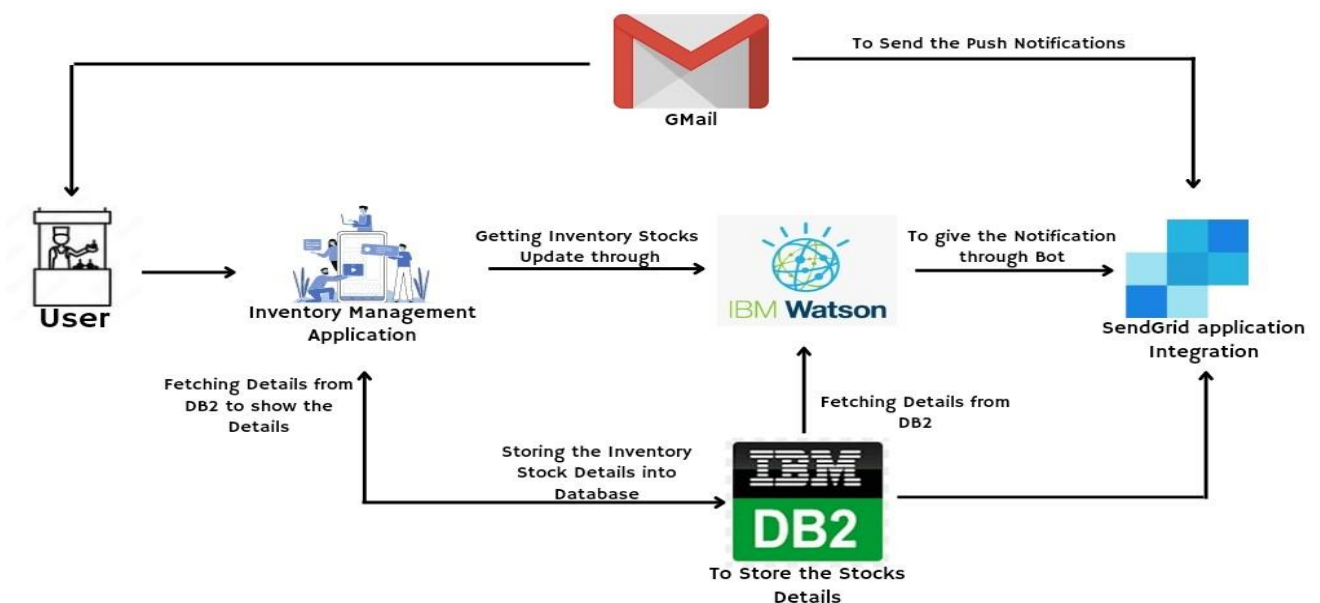 To Send the Push Notifications
GMail
User
Inventory Management
Application
Getting Inventory Stocks
Update through
IBM Watson
To give the Notification
through Bot
SendGrid application
Integration
Fetching Details from
DB2 to show the
Details
Storing the Inventory
Stock Details into
Database
Fetching Details from
DB2
IBM
DB2
To Store the Stocks
Details